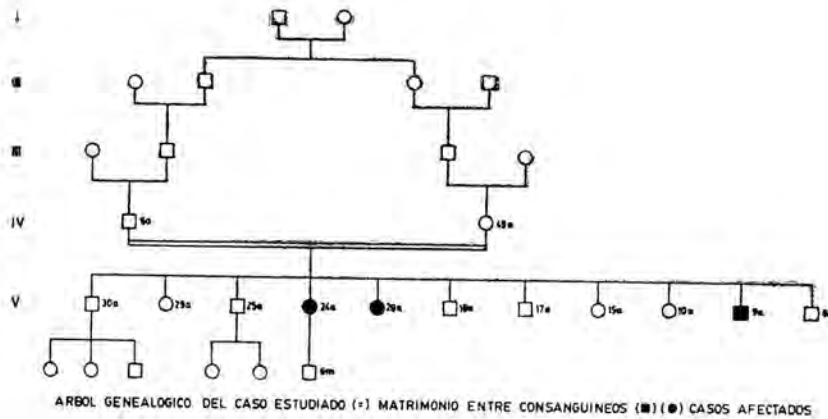 I
II
III
IV
6a
48a
V
30a
29a
25a
24a
20a
18a
17a
15a
10a
9a
6m
ARBOL GENEALOGICO DEL CASO ESTUDIADO (=) MATRIMONIO ENTRE CONSANGUINEOS (■)(●) CASOS AFECTADOS